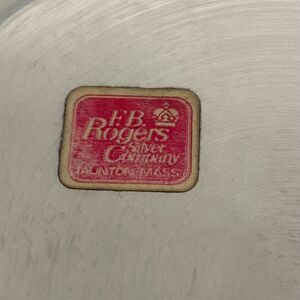 F.B.
Rogers
Silver
Company
TAUNTON, MASS.